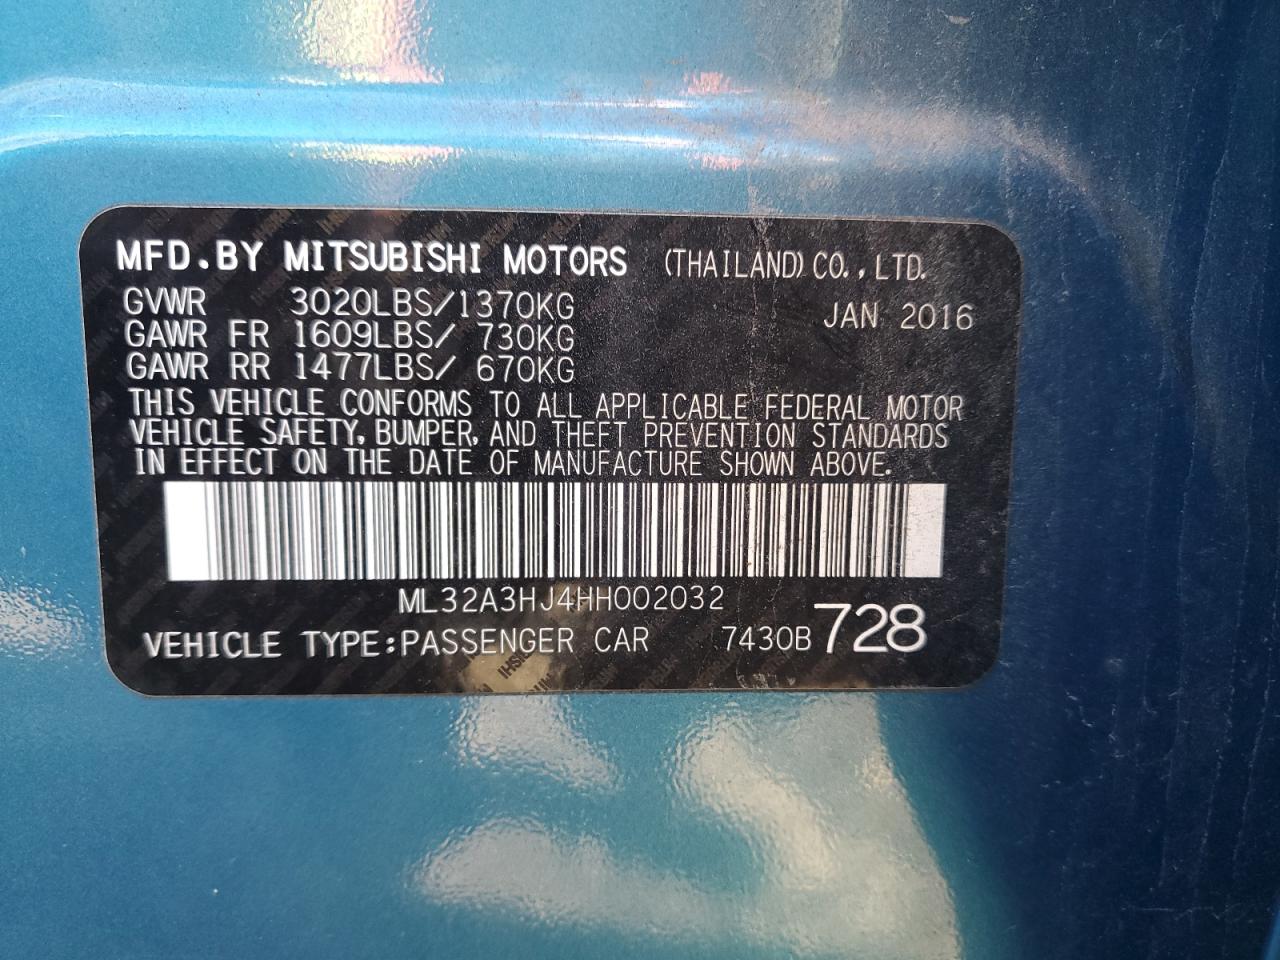 MFD.BY MITSUBISHI MOTORS (THAILAND) CO., LTD.
GVWR 3020LBS/1370KG JAN 2016
GAWR FR 1609LBS/ 730KG
GAWR RR 1477LBS/ 670KG
THIS VEHICLE CONFORMS TO ALL APPLICABLE FEDERAL MOTOR
VEHICLE SAFETY, BUMPER, AND THEFT PREVENTION STANDARDS
IN EFFECT ON THE DATE OF MANUFACTURE SHOWN ABOVE.
ML32A3HJ4HH002032
VEHICLE TYPE:PASSENGER CAR 7430B 728